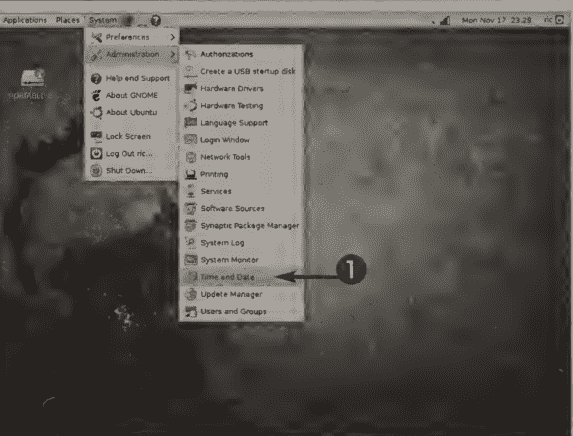 Applications Places System Mon Nov 17, 23:29 ric
Preferences
Administration
Help and Support
About GNOME
About Ubuntu
Lock Screen
Log Out ric...
Shut Down...
Authorizations
Create a USB startup disk
Hardware Drivers
Hardware Testing
Language Support
Login Window
Network Tools
Printing
Services
Software Sources
Synaptic Package Manager
System Log
System Monitor
Time and Date
Update Manager
Users and Groups
1